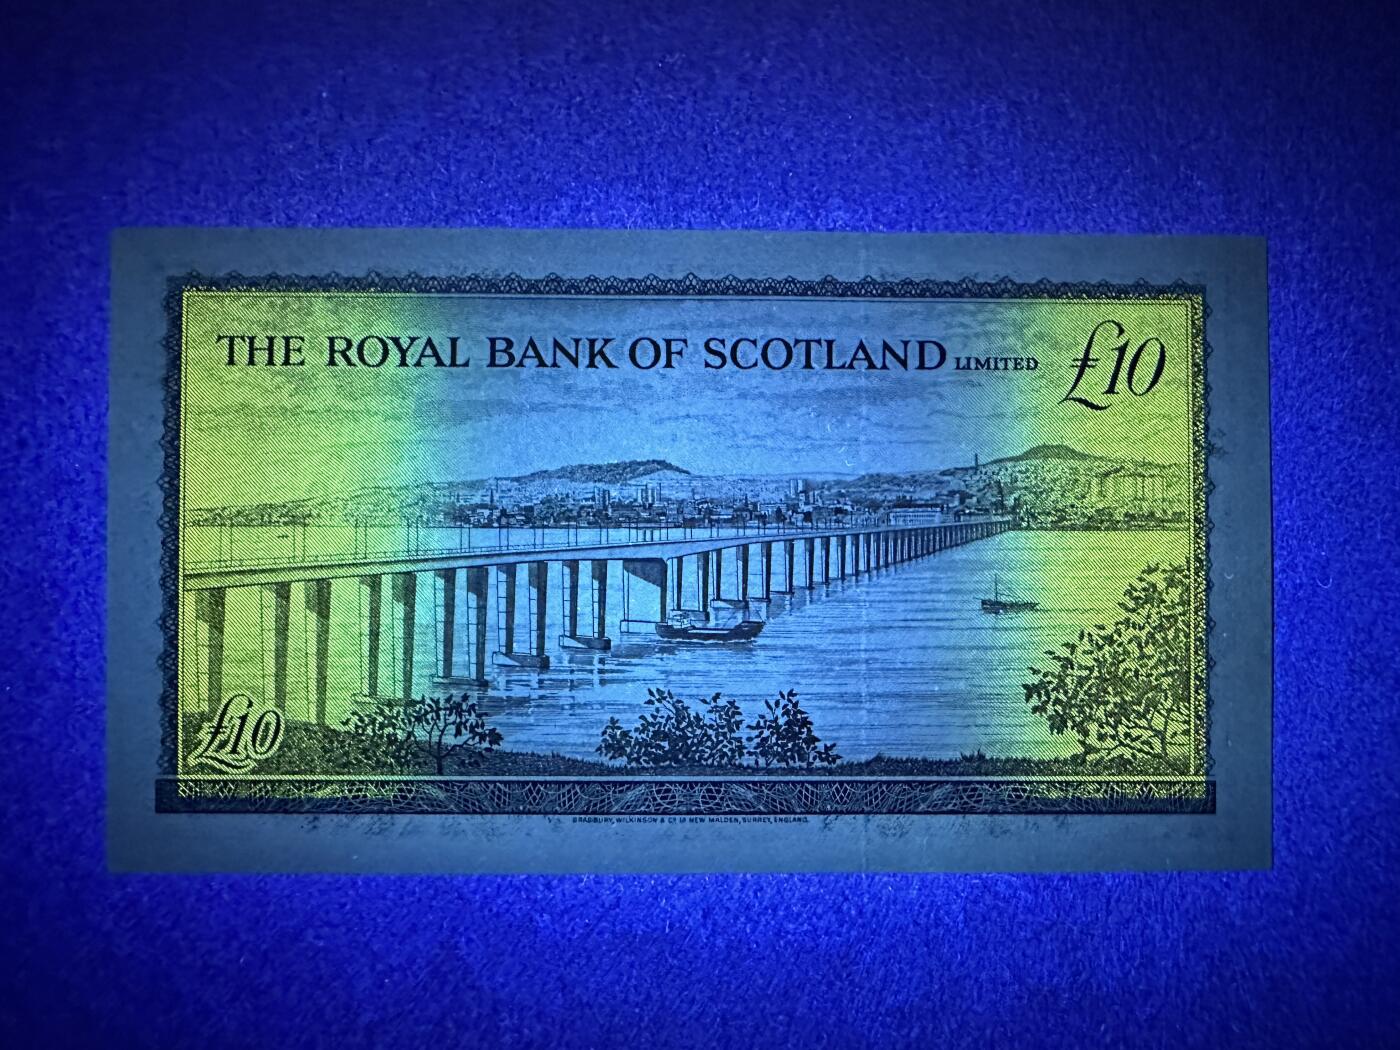 THE ROYAL BANK OF SCOTLAND LIMITED £10
£10
BRADBURY, WILKINSON & Cº Lᵈ NEW MALDEN, SURREY, ENGLAND.